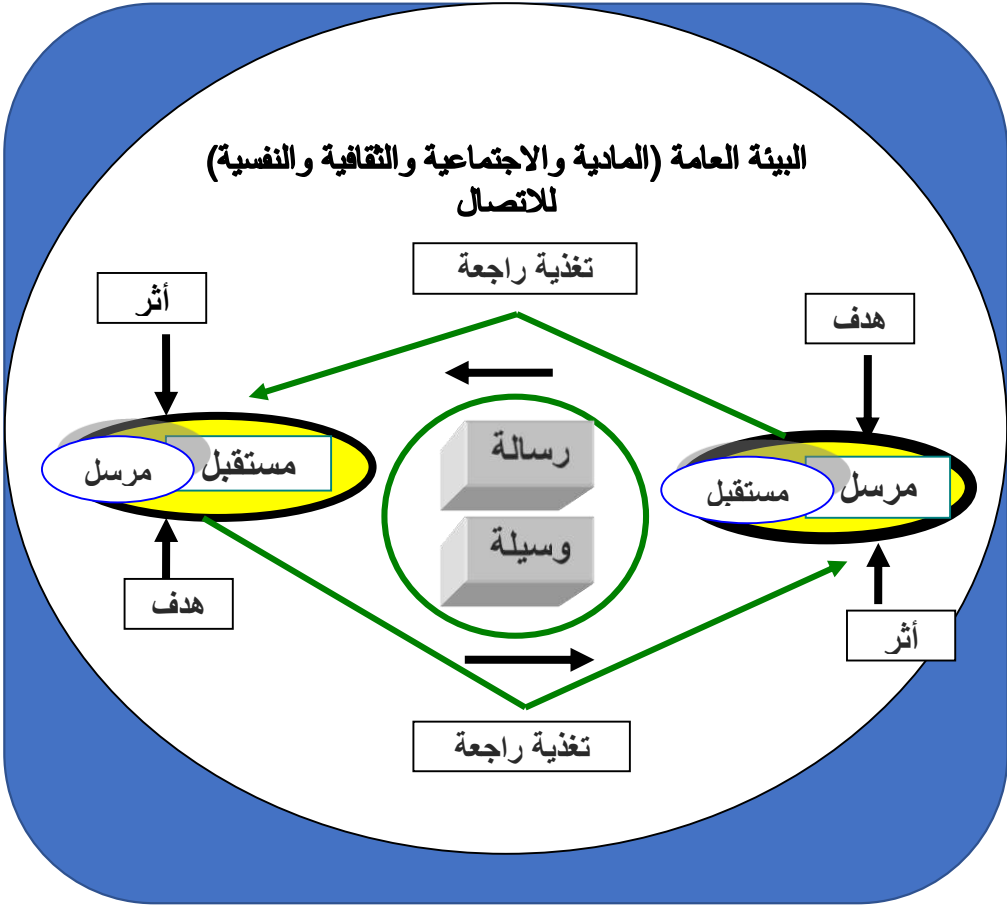 البيئة العامة (المادية والاجتماعية والثقافية والنفسية)
للاتصال
تغذية راجعة
هدف
أثر
مرسل
مستقبل
رسالة
وسيلة
مستقبل
مرسل
أثر
هدف
تغذية راجعة